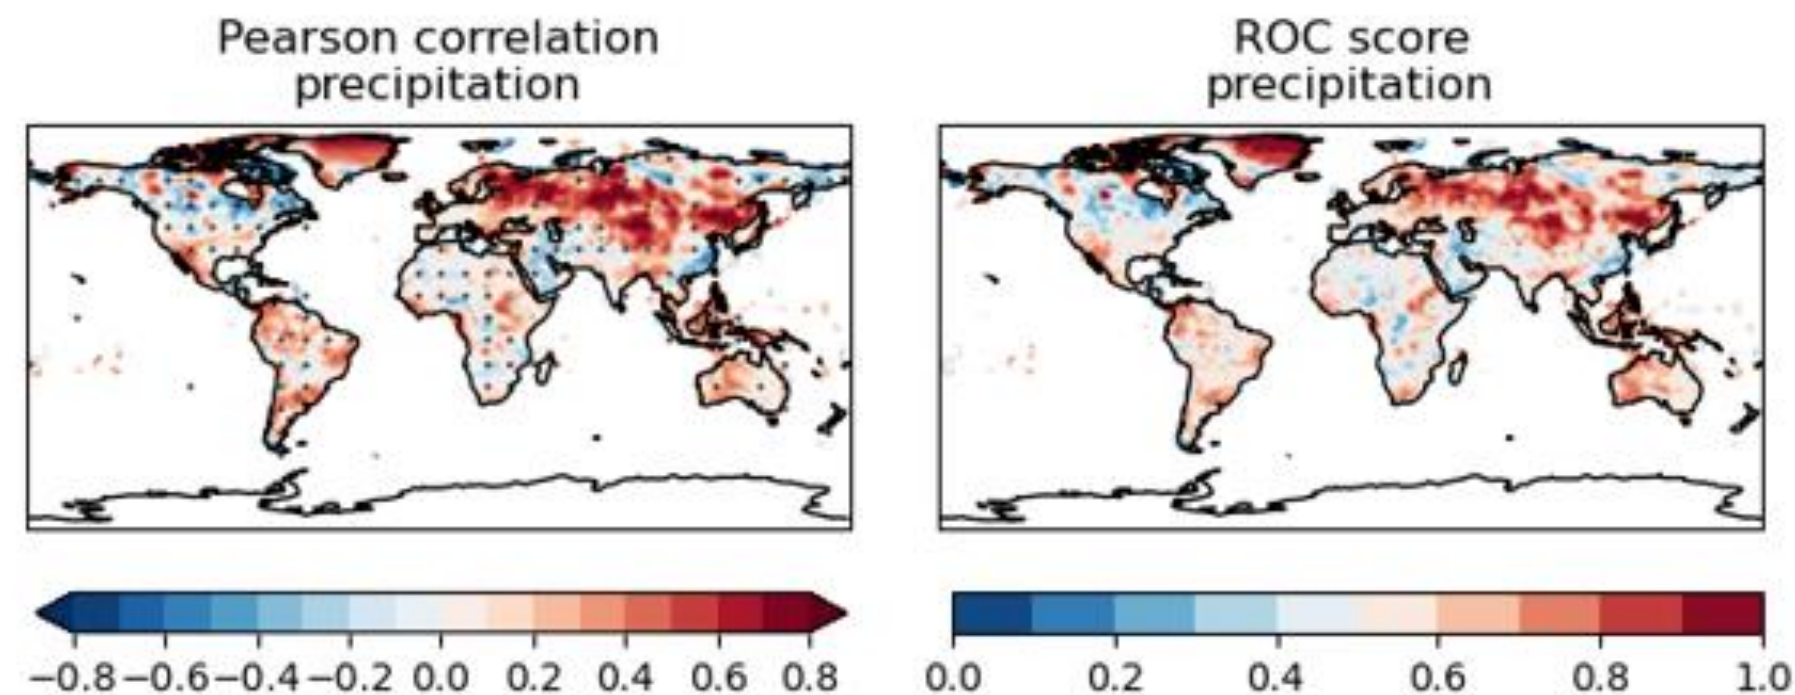 Pearson correlation
precipitation
ROC score
precipitation
−0.8 −0.6 −0.4 −0.2 0.0 0.2 0.4 0.6 0.8
0.0 0.2 0.4 0.6 0.8 1.0